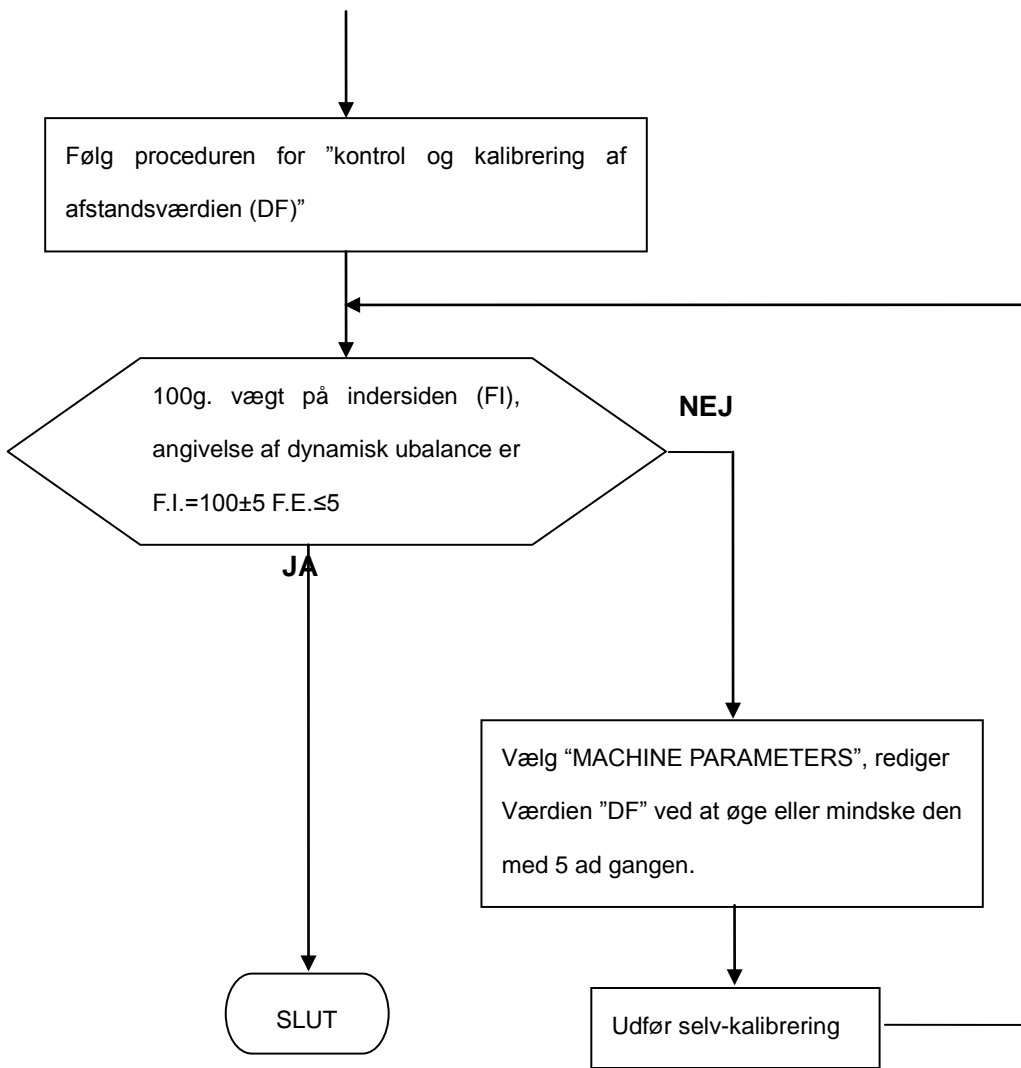 Følg proceduren for ”kontrol og kalibrering af
afstandsværdien (DF)”
100g. vægt på indersiden (FI),
angivelse af dynamisk ubalance er
F.I.=100±5 F.E.≤5
NEJ
JA
Vælg “MACHINE PARAMETERS”, rediger
Værdien ”DF” ved at øge eller mindske den
med 5 ad gangen.
SLUT
Udfør selv-kalibrering